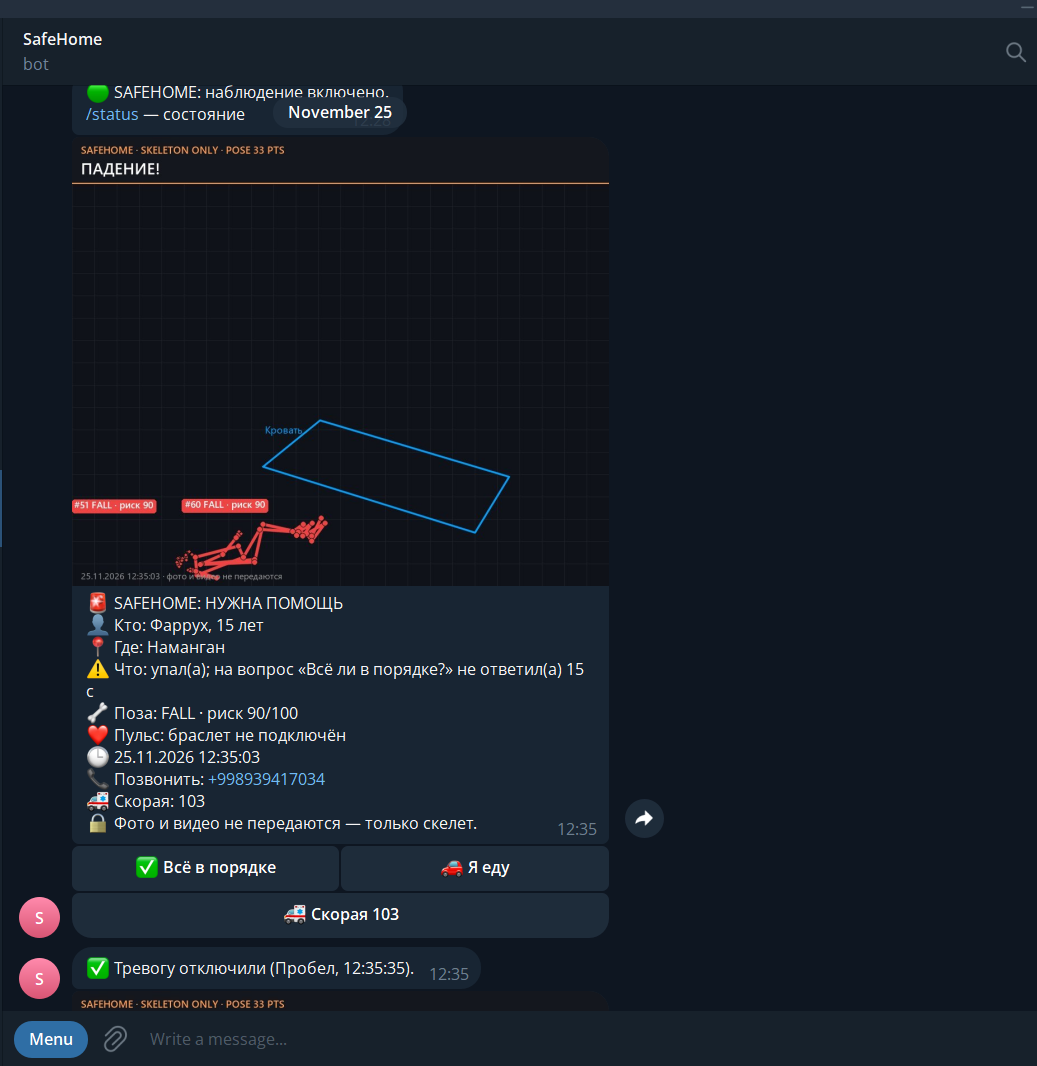 SafeHome
bot
SAFEHOME: наблюдение включено.
/status — состояние
November 25
SAFEHOME · SKELETON ONLY · POSE 33 PTS
ПАДЕНИЕ!
Кровать
#51 FALL · риск 90
#60 FALL · риск 90
25.11.2026 12:35:03 · фото и видео не передаются
SAFEHOME: НУЖНА ПОМОЩЬ
Кто: Фаррух, 15 лет
Где: Наманган
Что: упал(а); на вопрос «Всё ли в порядке?» не ответил(а) 15
с
Поза: FALL · риск 90/100
Пульс: браслет не подключён
25.11.2026 12:35:03
Позвонить: +998939417034
Скорая: 103
Фото и видео не передаются — только скелет.
12:35
Всё в порядке
Я еду
Скорая 103
S
Тревогу отключили (Пробел, 12:35:35).
12:35
S
SAFEHOME · SKELETON ONLY · POSE 33 PTS
Menu
Write a message...